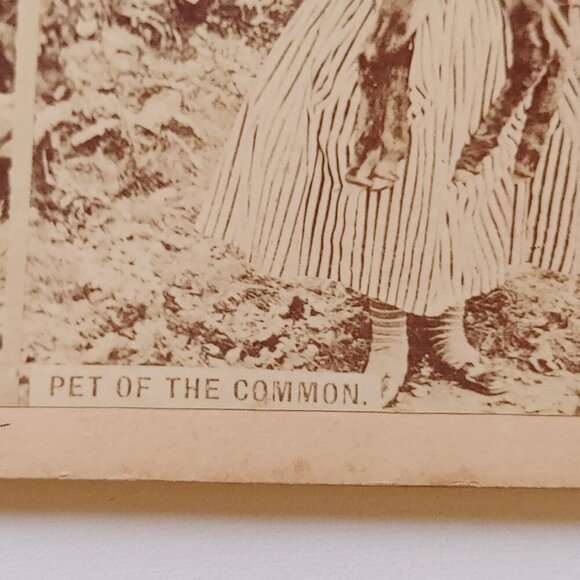 PET OF THE COMMON.